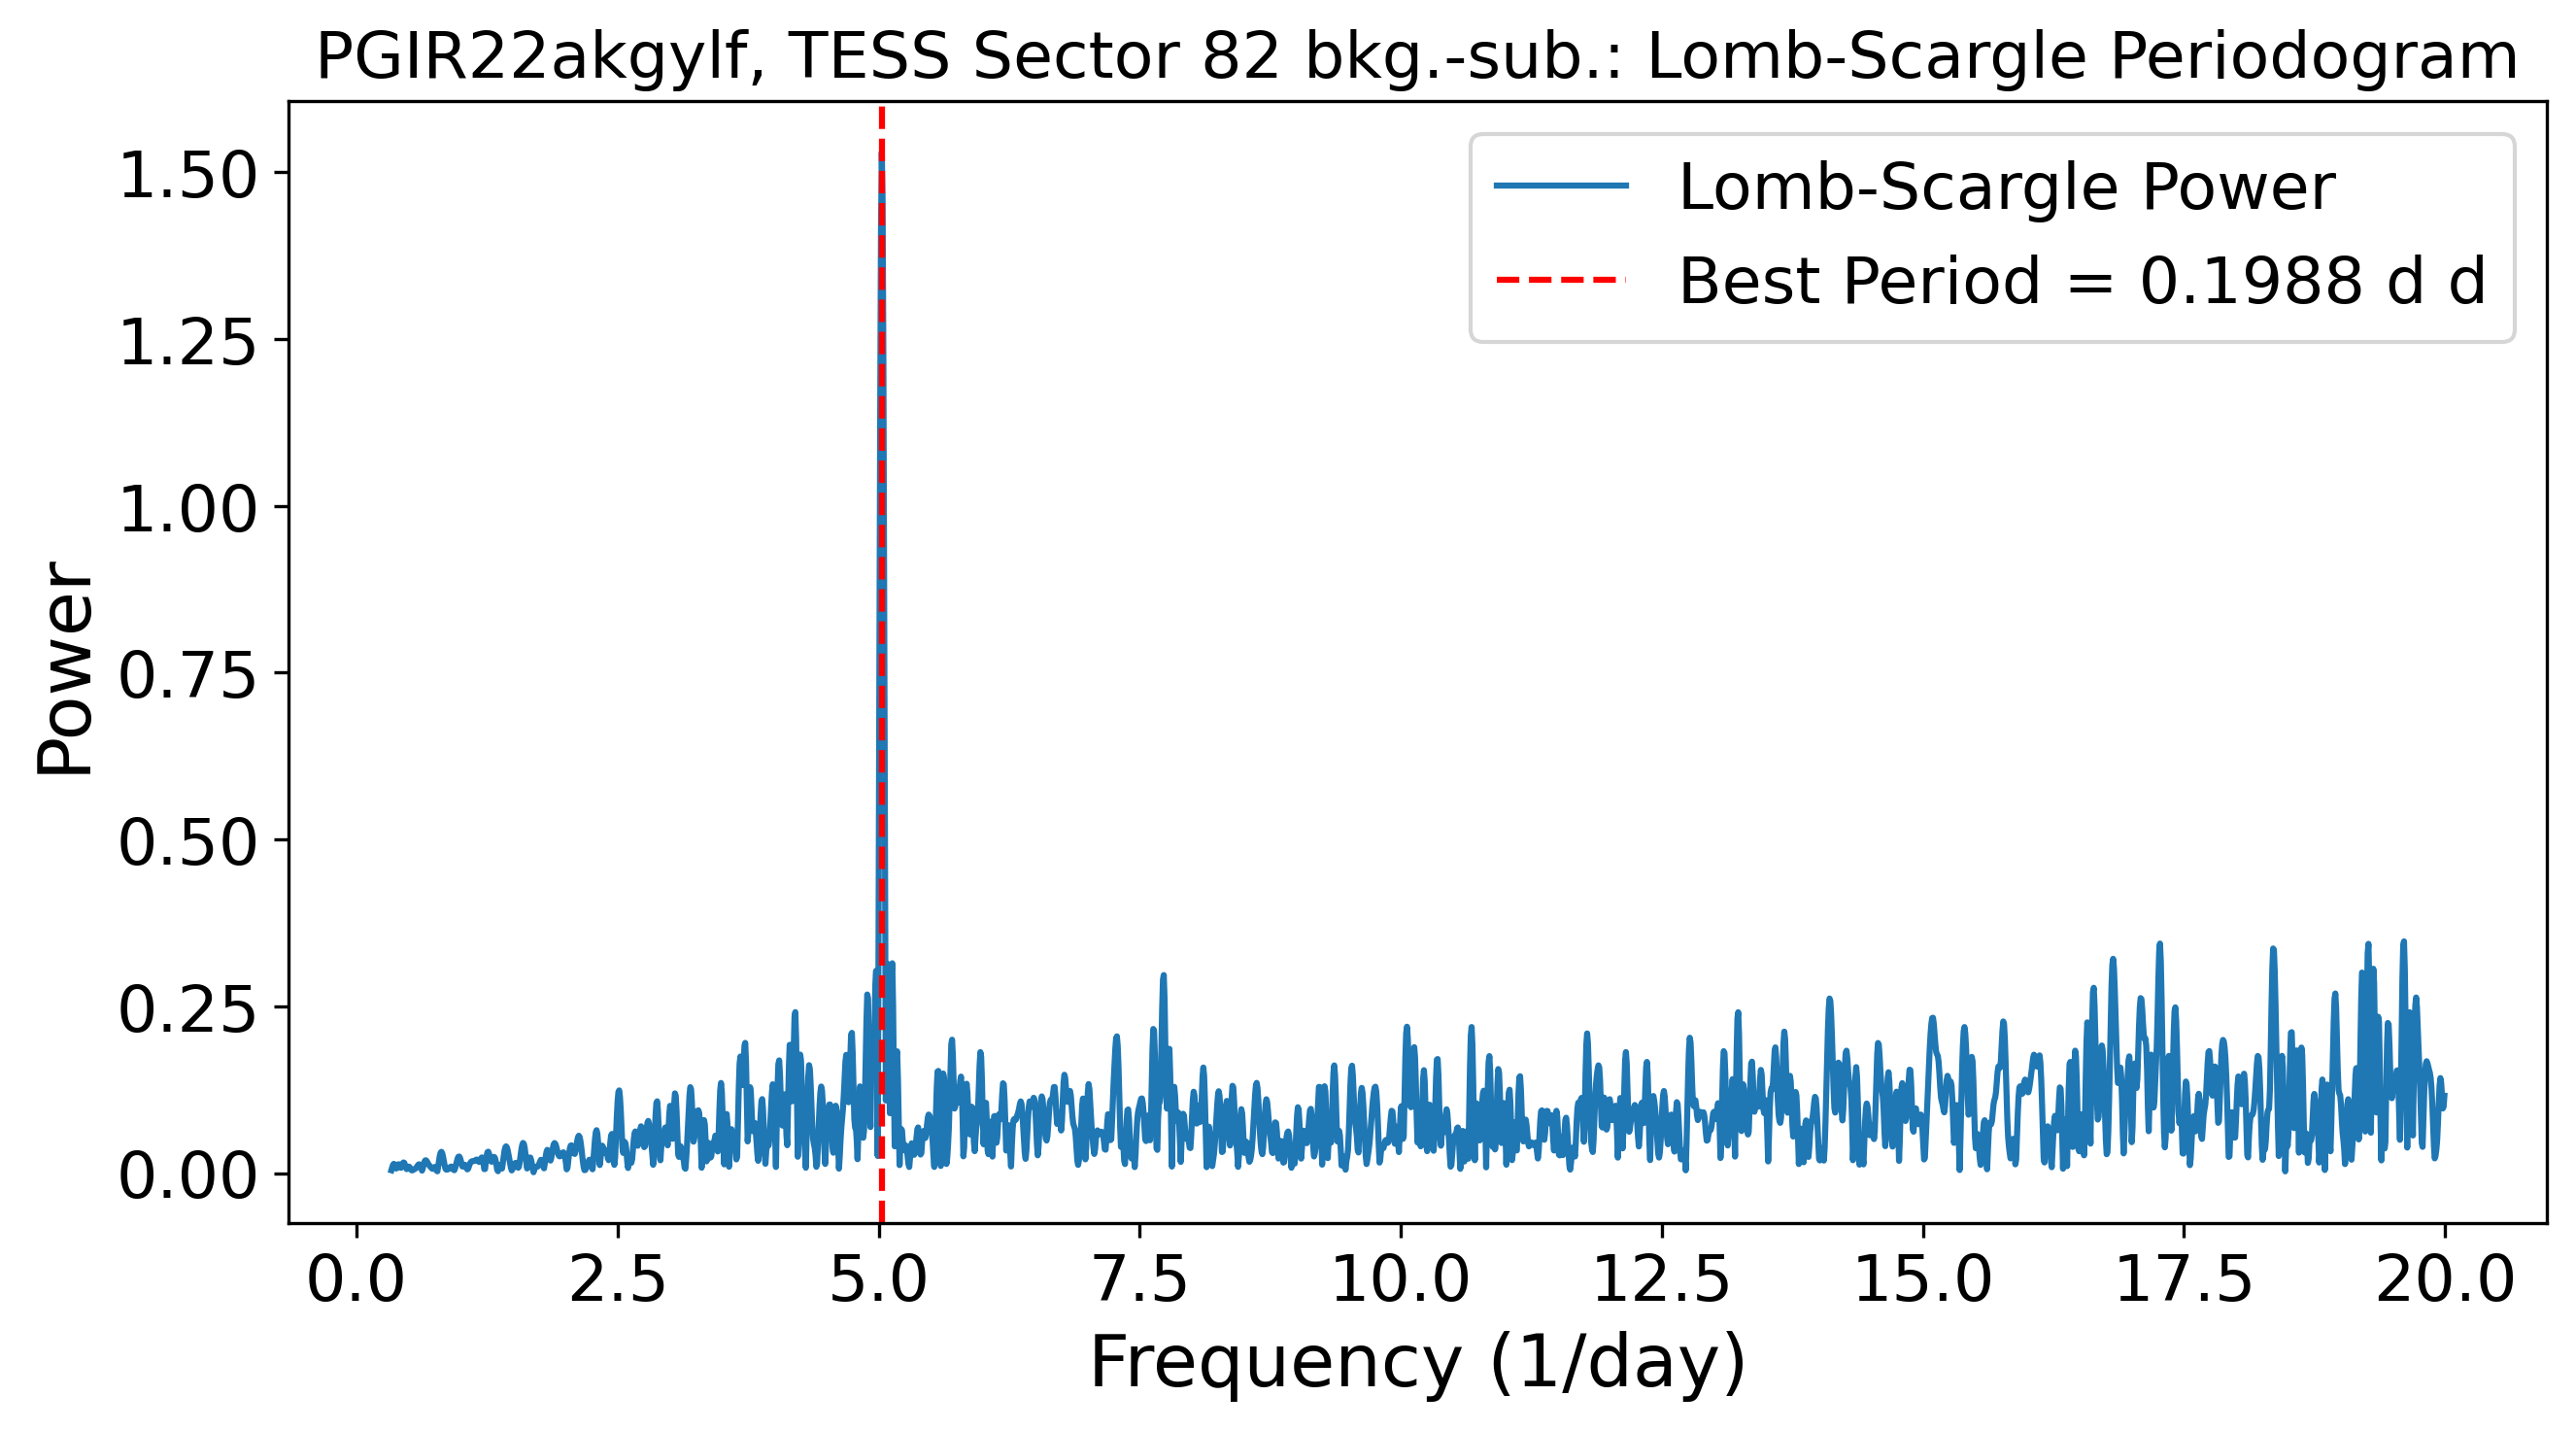 PGIR22akgylf, TESS Sector 82 bkg.-sub.: Lomb-Scargle Periodogram
Lomb-Scargle Power
Best Period = 0.1988 d d
Power
1.50
1.25
1.00
0.75
0.50
0.25
0.00
0.0 2.5 5.0 7.5 10.0 12.5 15.0 17.5 20.0
Frequency (1/day)